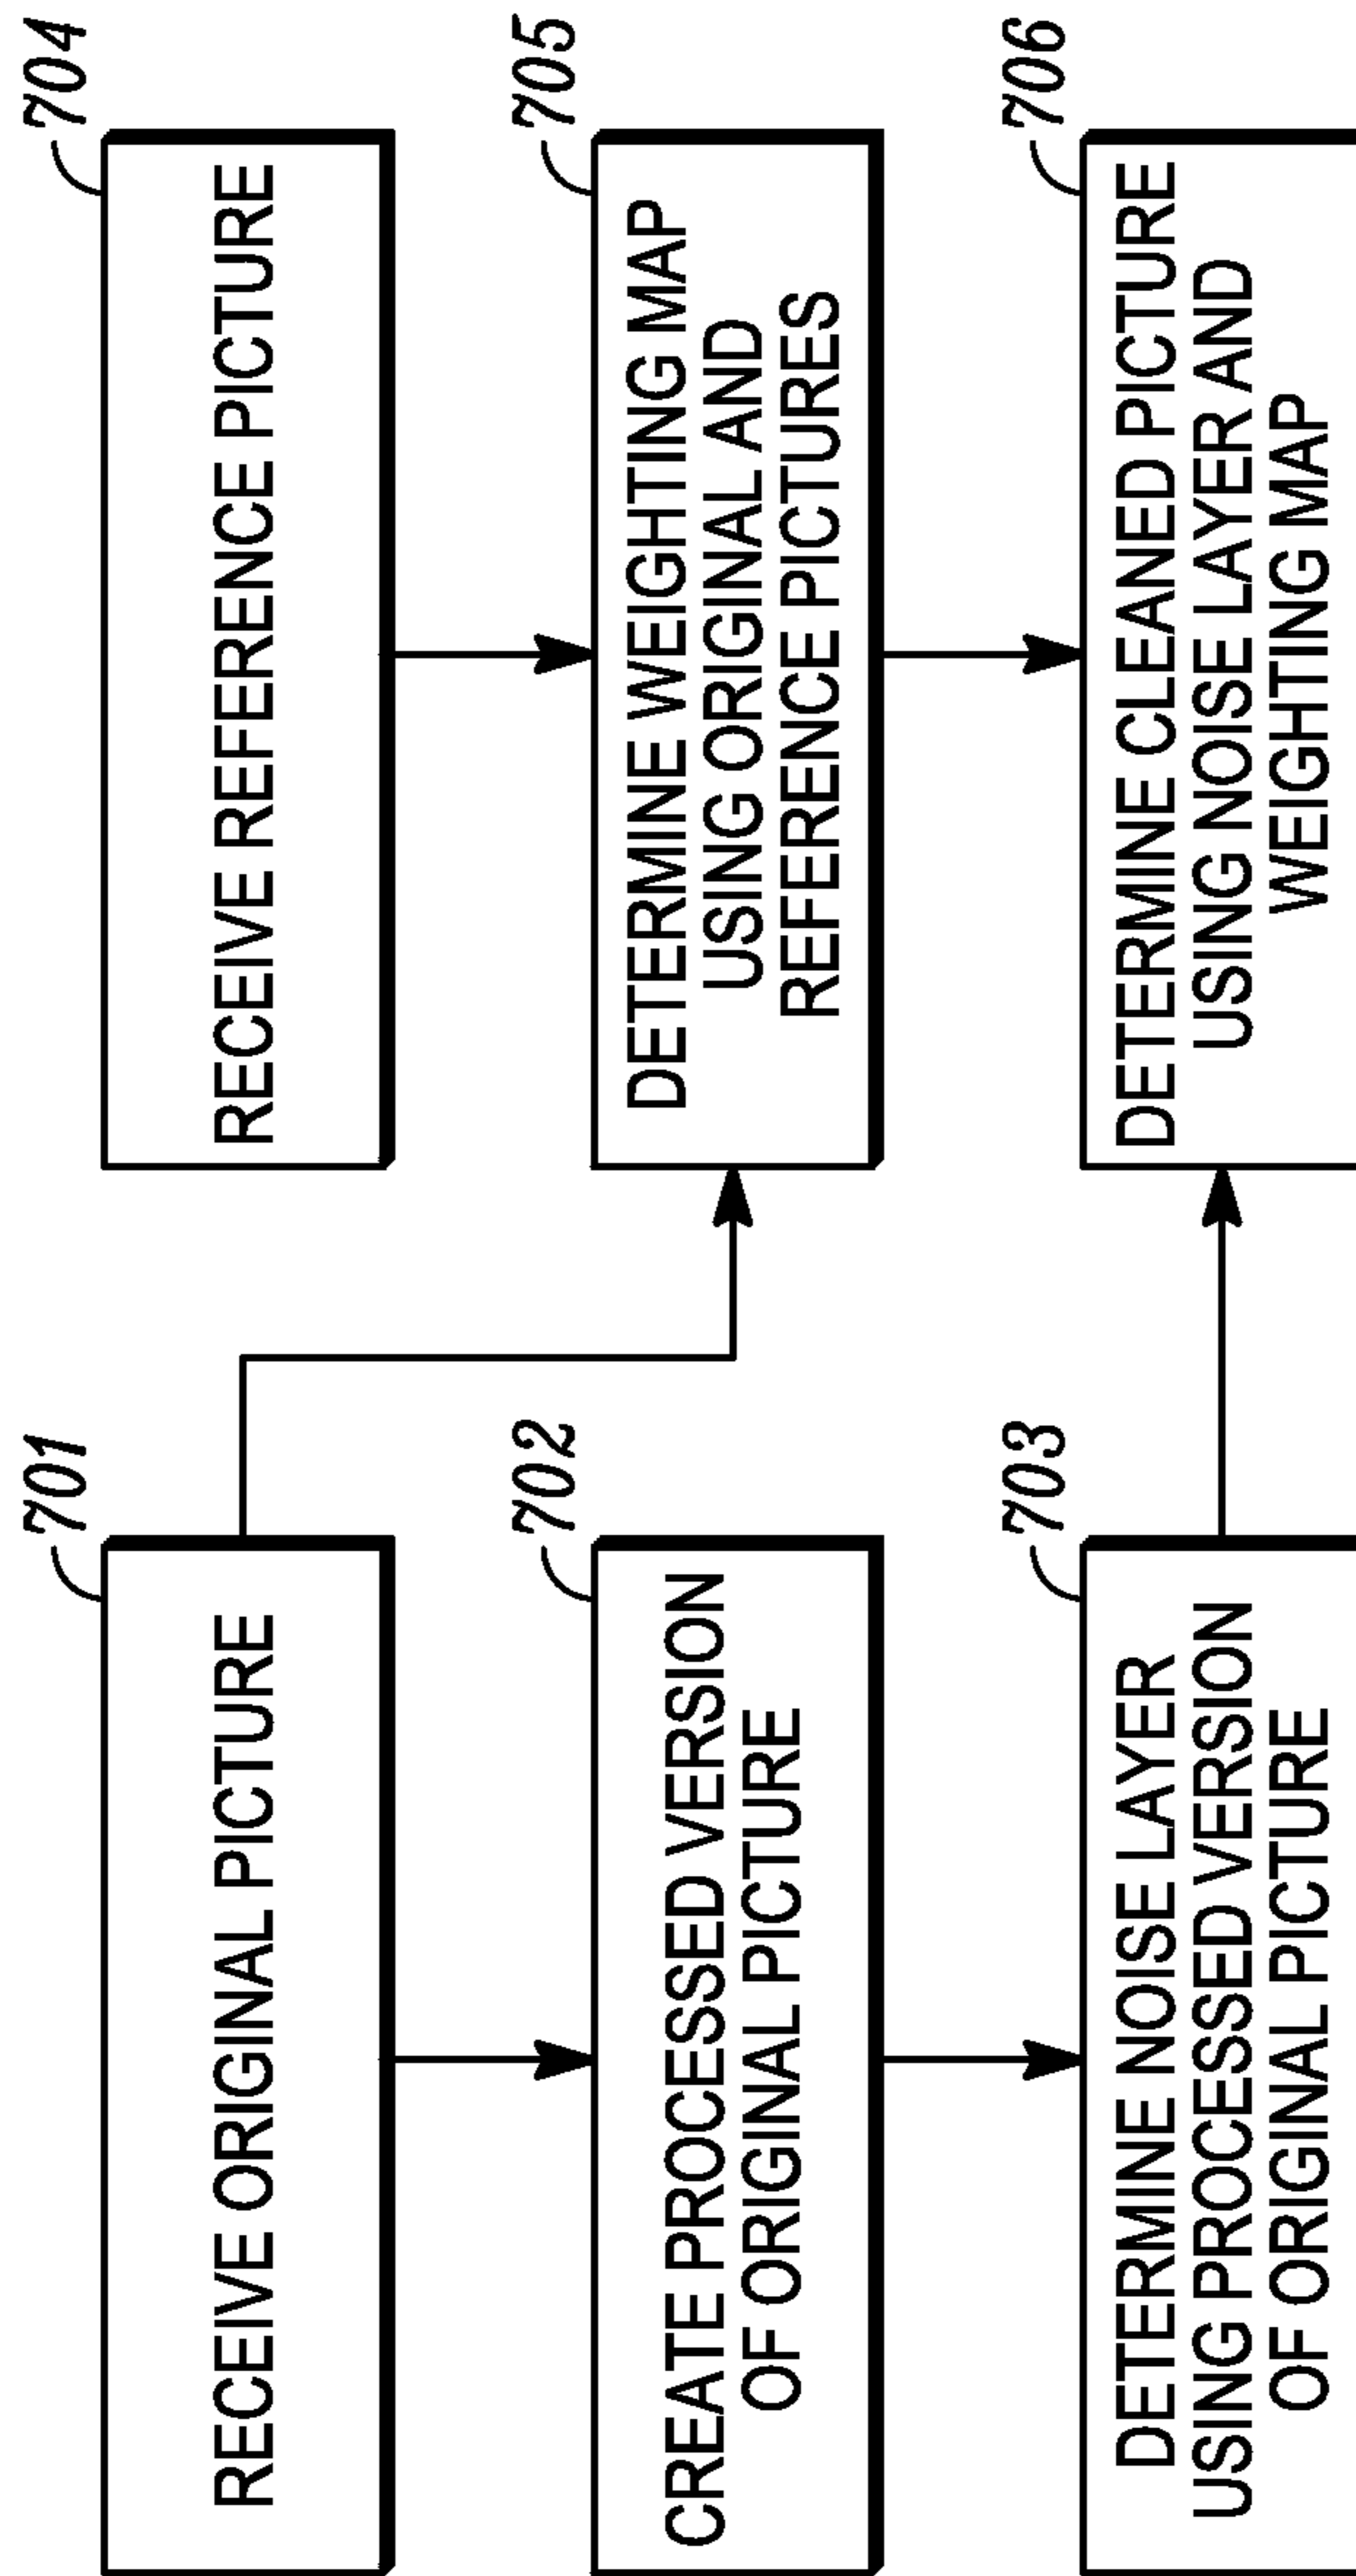 701
RECEIVE ORIGINAL PICTURE
702
CREATE PROCESSED VERSION
OF ORIGINAL PICTURE
703
DETERMINE NOISE LAYER
USING PROCESSED VERSION
OF ORIGINAL PICTURE
704
RECEIVE REFERENCE PICTURE
705
DETERMINE WEIGHTING MAP
USING ORIGINAL AND
REFERENCE PICTURES
706
DETERMINE CLEANED PICTURE
USING NOISE LAYER AND
WEIGHTING MAP